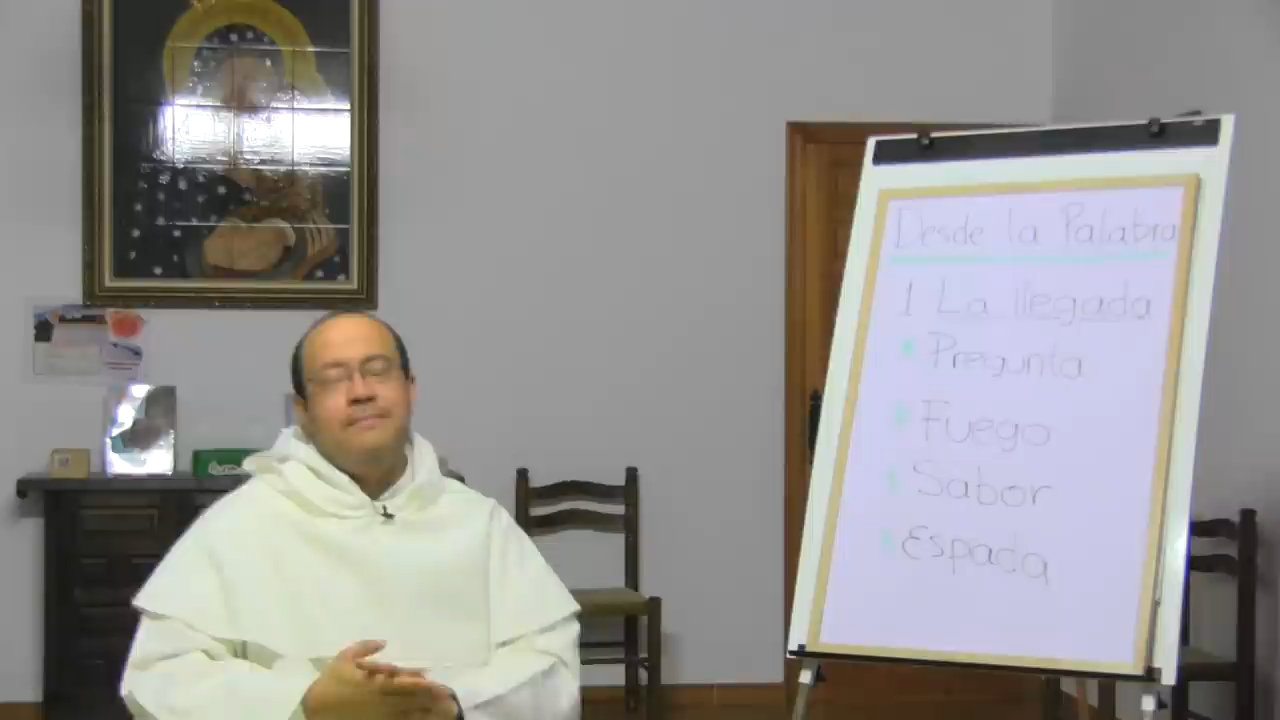 Desde la Palabra
1 La llegada
Pregunta
Fuego
Sabor
Espada